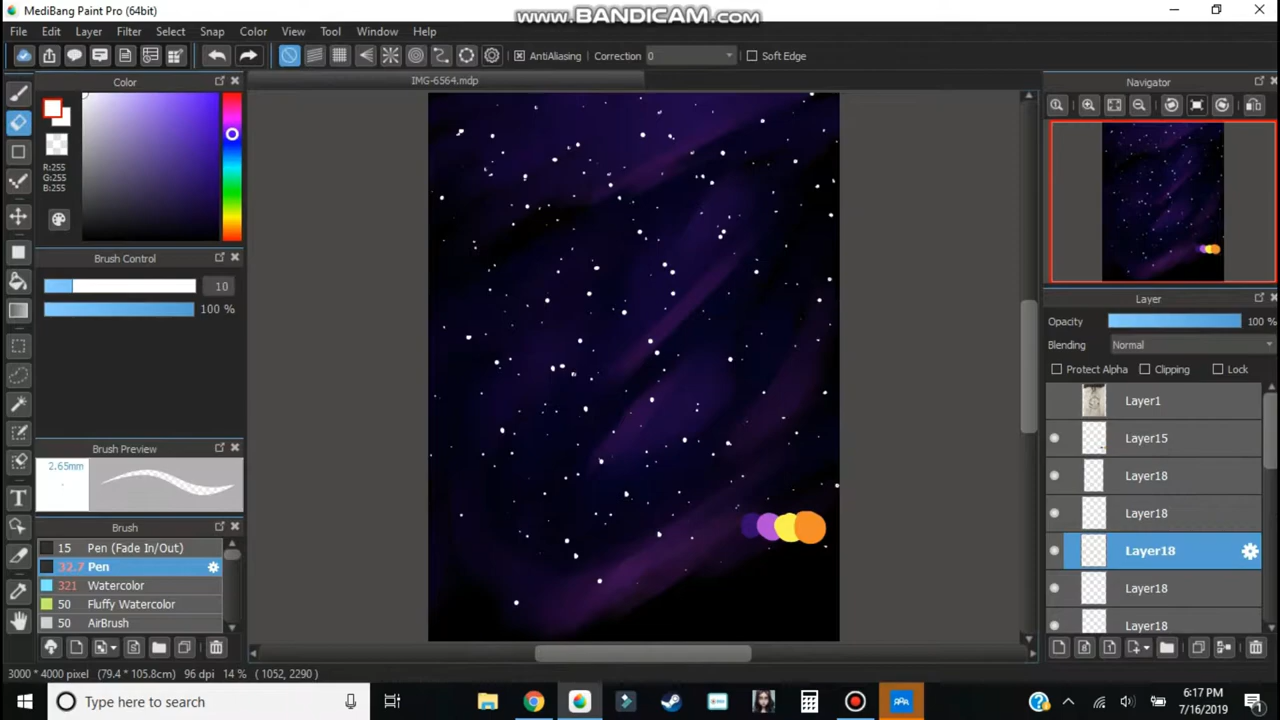 MediBang Paint Pro (64bit)
www.BANDICAM.com
File Edit Layer Filter Select Snap Color View Tool Window Help
AntiAliasing Correction 0 Soft Edge
Color
IMG-6564.mdp
Navigator
R:255
G:255
B:255
Brush Control
10
100 %
Layer
Opacity 100 %
Blending Normal
Protect Alpha Clipping Lock
Layer1
Layer15
Layer18
Layer18
Layer18
Layer18
Layer18
Brush Preview
2.65mm
Brush
15 Pen (Fade In/Out)
32.7 Pen
321 Watercolor
50 Fluffy Watercolor
50 AirBrush
3000 * 4000 pixel (79.4 * 105.8cm) 96 dpi 14 % ( 1052, 2290 )
Type here to search
6:17 PM
7/16/2019